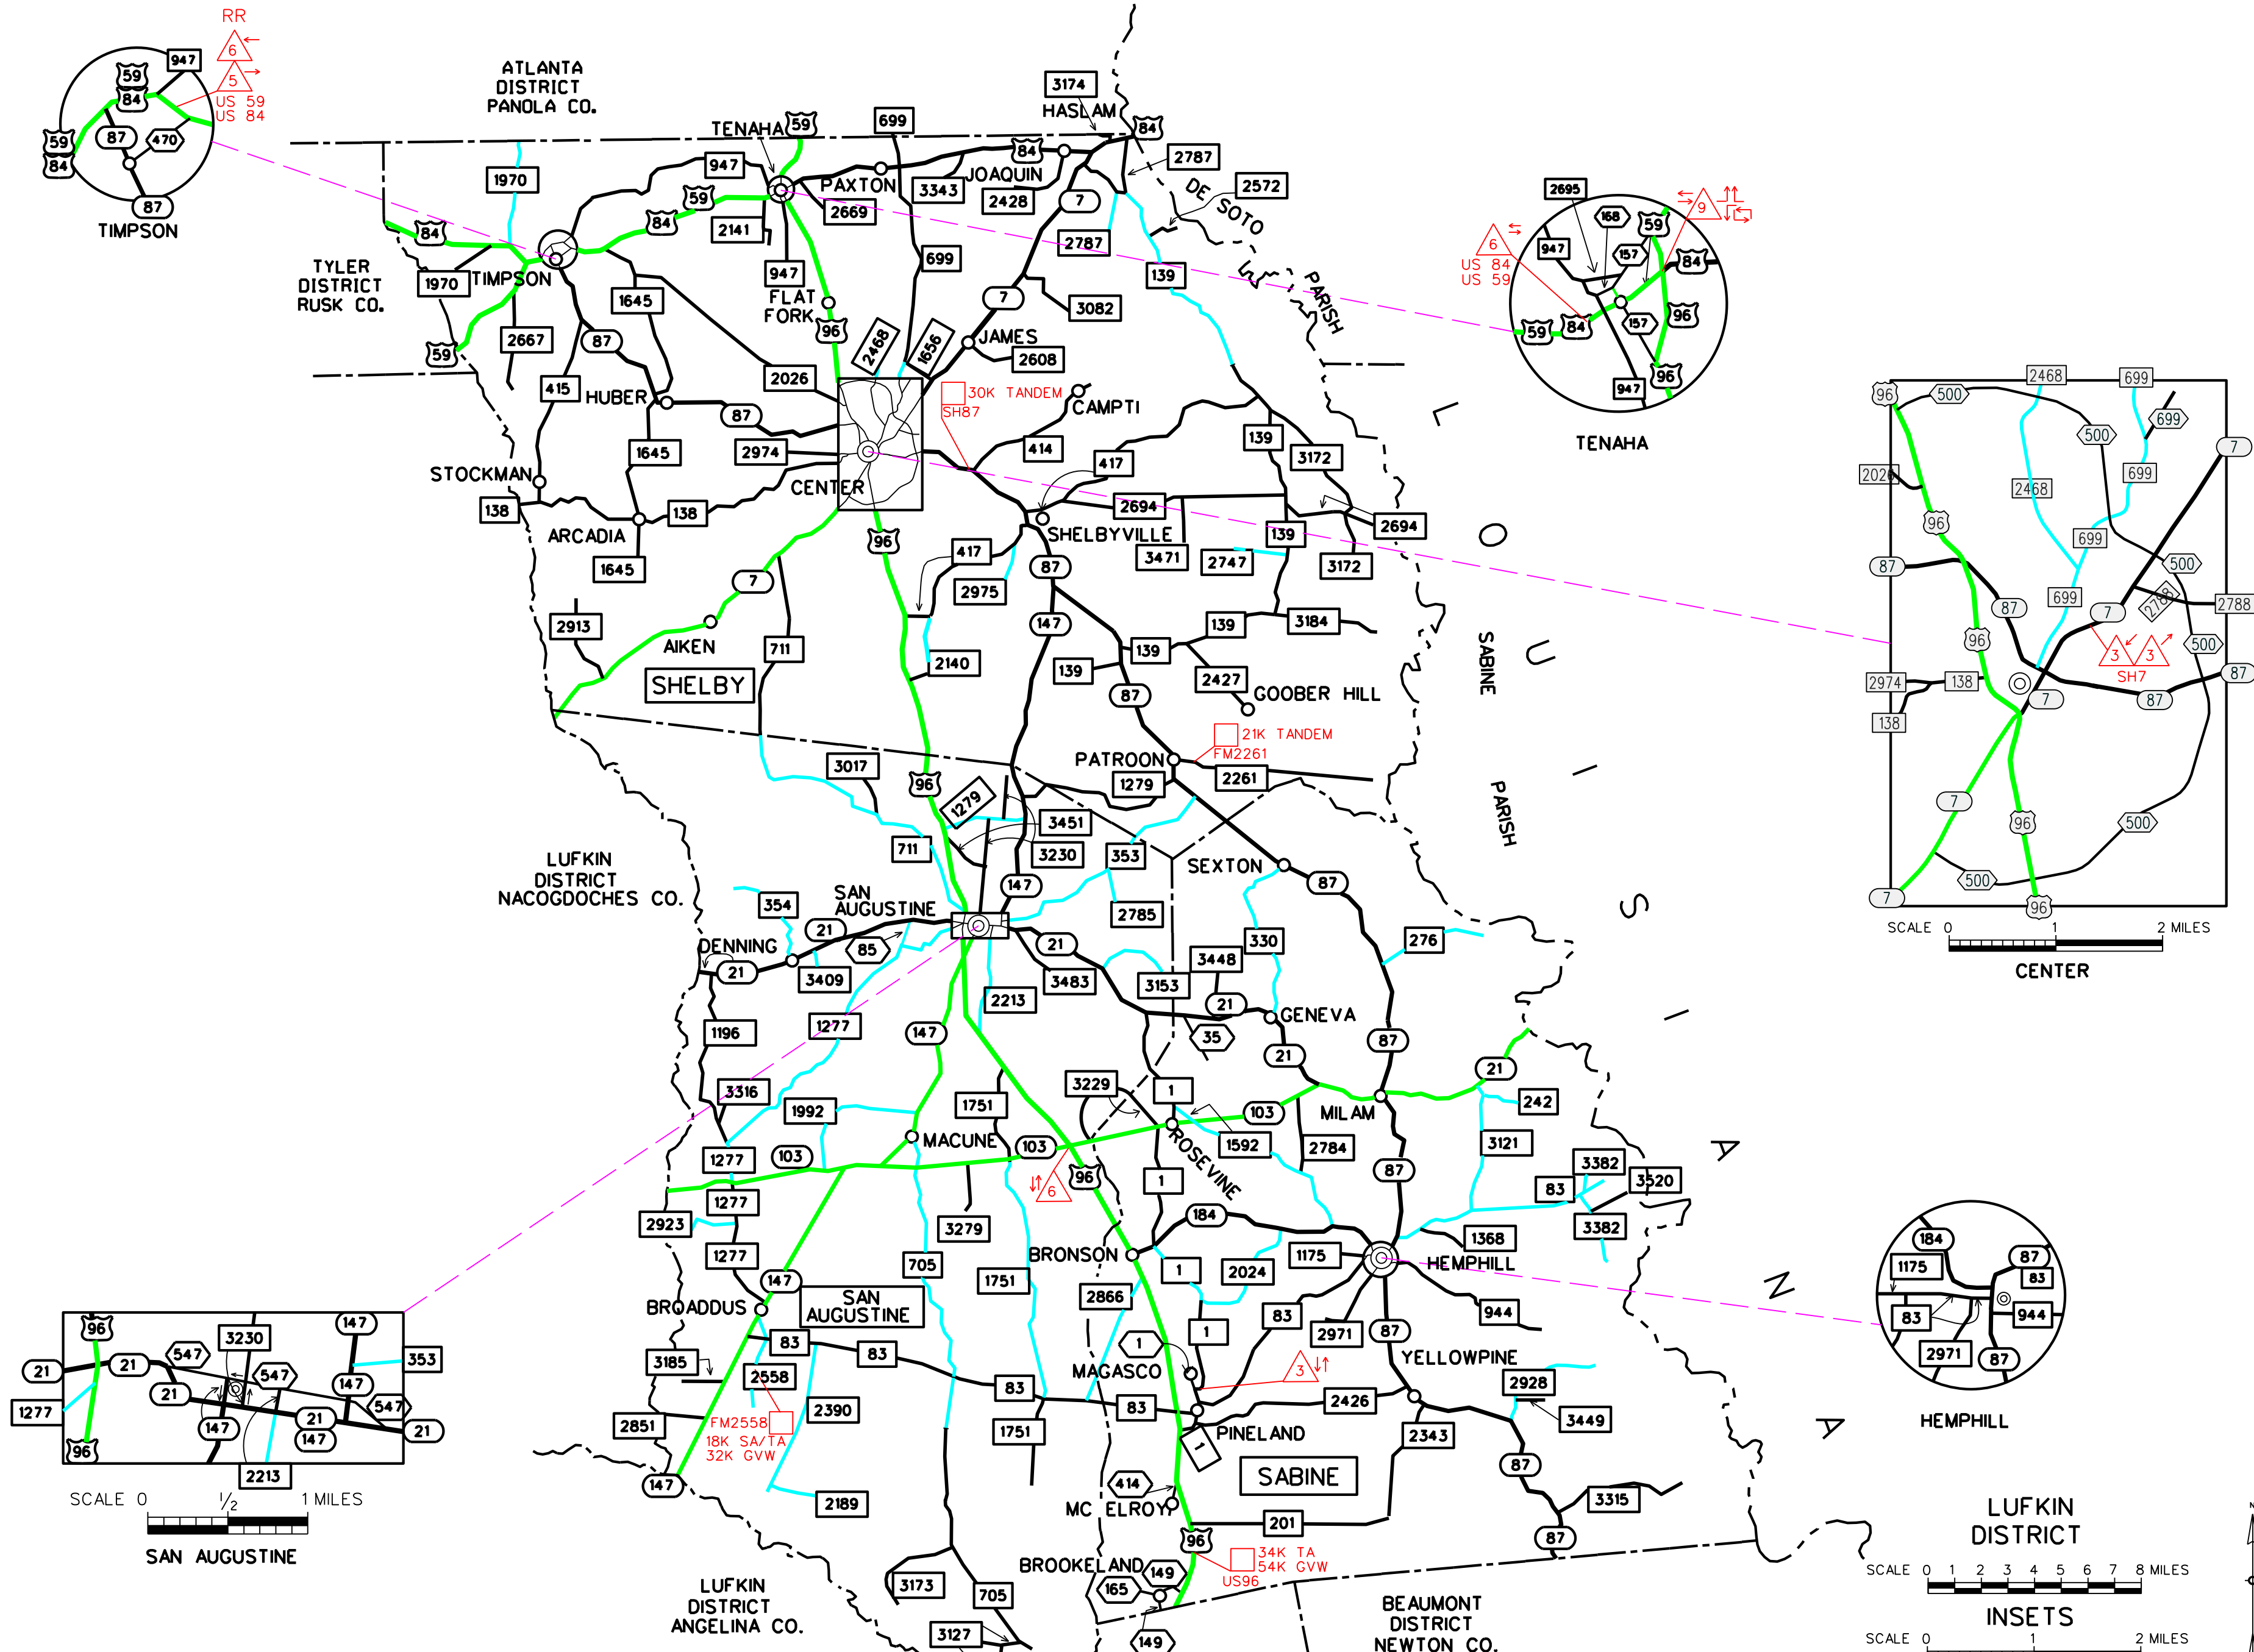 RR
6
5
US 59
US 84
59
84
947
87
470
59
84
87
TIMPSON
ATLANTA
DISTRICT
PANOLA CO.
TENAHA
59
699
3174
HASLAM
84
1970
947
PAXTON
84
JOAQUIN
2787
59
3343
2428
7
2572
DE SOTO
PARISH
84
84
2141
2669
2787
947
699
139
TYLER
DISTRICT
RUSK CO.
1970
TIMPSON
1645
FLAT
FORK
7
3082
59
2667
87
96
2468
1656
JAMES
2608
415
HUBER
2026
30K TANDEM
SH87
CAMPTI
87
1645
2974
414
139
3172
STOCKMAN
417
CENTER
138
138
2694
2694
ARCADIA
SHELBYVILLE
1645
96
417
87
3471
2747
139
3172
7
2975
2913
147
139
3184
AIKEN
711
2140
139
139
SHELBY
87
2427
GOOBER HILL
21K TANDEM
FM2261
PATROON
1279
2261
3017
96
1279
3451
3230
711
353
SEXTON
87
LUFKIN
DISTRICT
NACOGDOCHES CO.
SAN
AUGUSTINE
147
354
2785
21
85
DENNING
21
3409
21
3483
3153
3448
330
276
2213
21
GENEVA
1196
1277
147
35
21
87
21
3316
1992
1751
3229
1
103
MILAM
242
MACUNE
103
ROSEVINE
1592
2784
3121
1277
103
6
96
1
87
3382
83
3520
1277
2923
3279
184
3382
1277
705
BRONSON
1175
1368
HEMPHILL
147
1751
1
2024
BROADDUS
SAN
AUGUSTINE
2866
83
944
83
83
1
2971
87
3185
1
MAGASCO
3
YELLOWPINE
2558
2390
83
83
2426
2928
FM2558
18K SA/TA
32K GVW
2851
1751
1
PINELAND
2343
3449
147
414
SABINE
87
2189
MC ELROY
201
3315
96
87
BROOKELAND
34K TA
54K GVW
US96
149
165
3173
705
LUFKIN
DISTRICT
ANGELINA CO.
3127
149
BEAUMONT
DISTRICT
NEWTON CO.
LOUISIANA
SABINE
PARISH
2695
168
59
9
6
US 84
US 59
947
157
84
59
84
157
96
96
947
TENAHA
96
500
2468
699
699
500
7
2026
2468
699
96
699
500
87
699
2788
2788
87
7
96
3
3
SH7
500
2974
138
87
7
87
138
7
96
500
500
7
96
SCALE 0 1 2 MILES
CENTER
184
87
83
1175
83
944
2971
87
HEMPHILL
96
3230
147
547
353
21
21
547
21
147
547
1277
147
21
147
21
96
2213
SCALE 0 1/2 1 MILES
SAN AUGUSTINE
LUFKIN
DISTRICT
SCALE 0 1 2 3 4 5 6 7 8 MILES
INSETS
SCALE 0 1 2 MILES
N